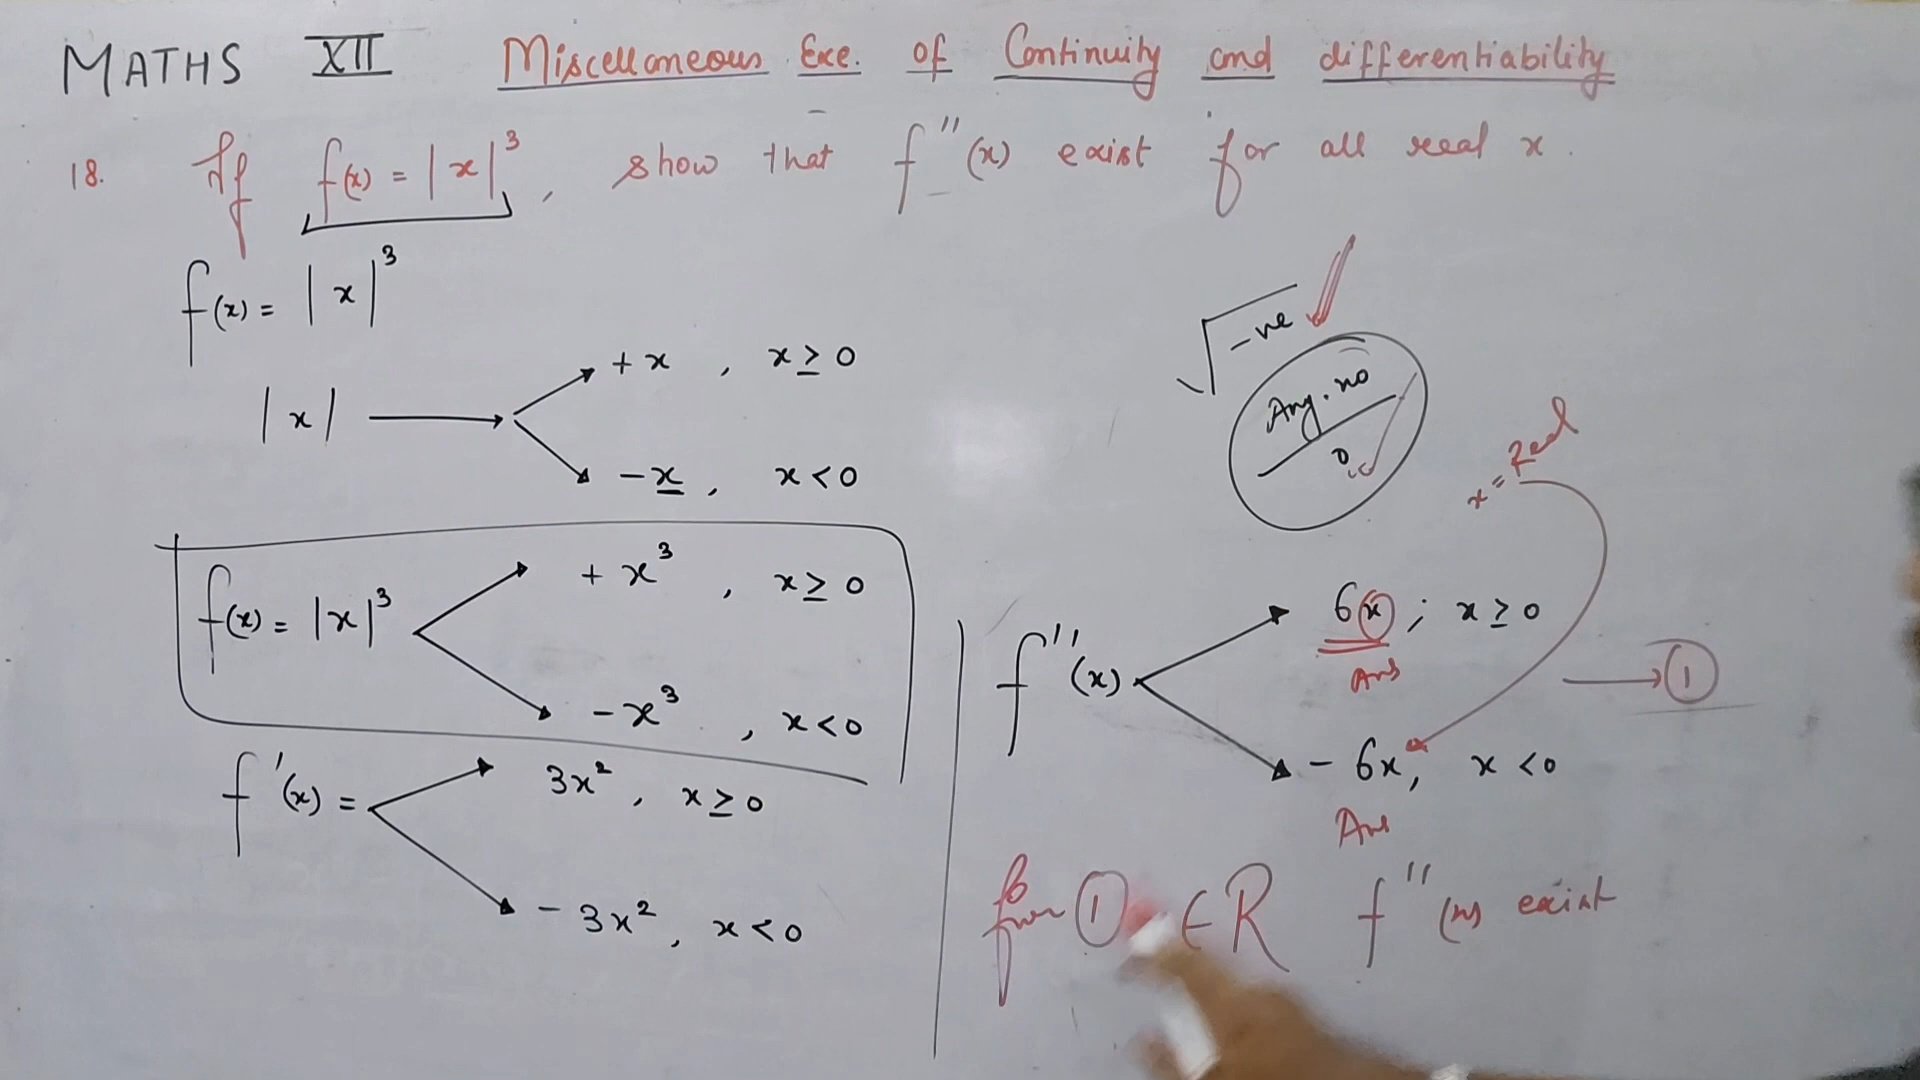 MATHS XII Miscellaneous Exe. of Continuity and differentiability
18. If f(x) = |x|³, show that f''(x) exist for all real x.
f(x) = |x|³
|x| → +x , x ≥ 0
-x , x < 0
f(x) = |x|³ + x³ , x ≥ 0
- x³ , x < 0
f'(x) = 3x² , x ≥ 0
- 3x² , x < 0
√-ve
Any. no
0
x = Real
f''(x) 6x ; x ≥ 0
Ans
→ 1
- 6x , x < 0
Ans
1 ∈ R f''(x) exist